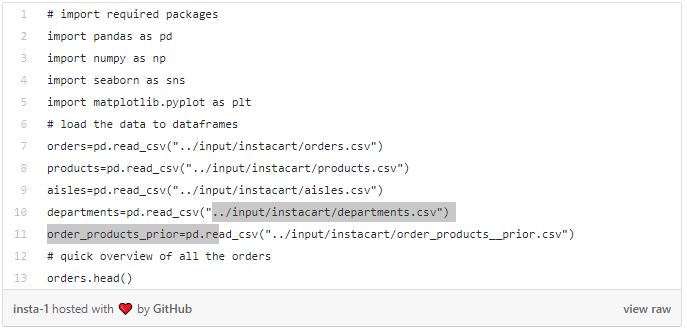 1 # import required packages
2 import pandas as pd
3 import numpy as np
4 import seaborn as sns
5 import matplotlib.pyplot as plt
6 # load the data to dataframes
7 orders=pd.read_csv("../input/instacart/orders.csv")
8 products=pd.read_csv("../input/instacart/products.csv")
9 aisles=pd.read_csv("../input/instacart/aisles.csv")
10 departments=pd.read_csv("../input/instacart/departments.csv")
11 order_products_prior=pd.read_csv("../input/instacart/order_products__prior.csv")
12 # quick overview of all the orders
13 orders.head()
insta-1 hosted with ❤ by GitHub view raw